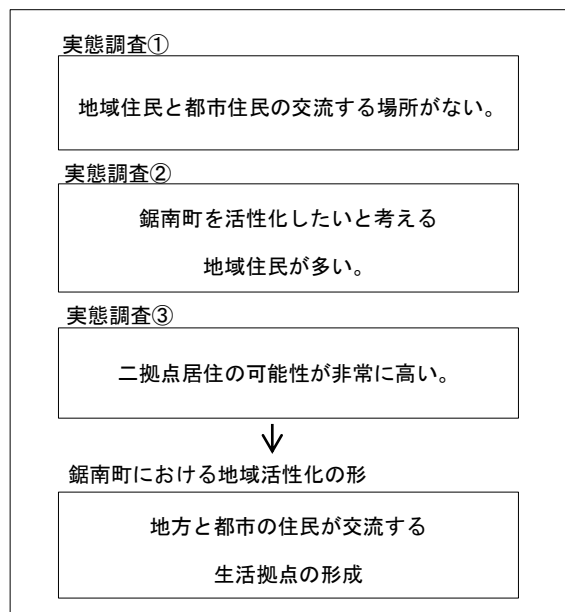 実態調査①
地域住民と都市住民の交流する場所がない。
実態調査②
鋸南町を活性化したいと考える
地域住民が多い。
実態調査③
二拠点居住の可能性が非常に高い。
鋸南町における地域活性化の形
地方と都市の住民が交流する
生活拠点の形成